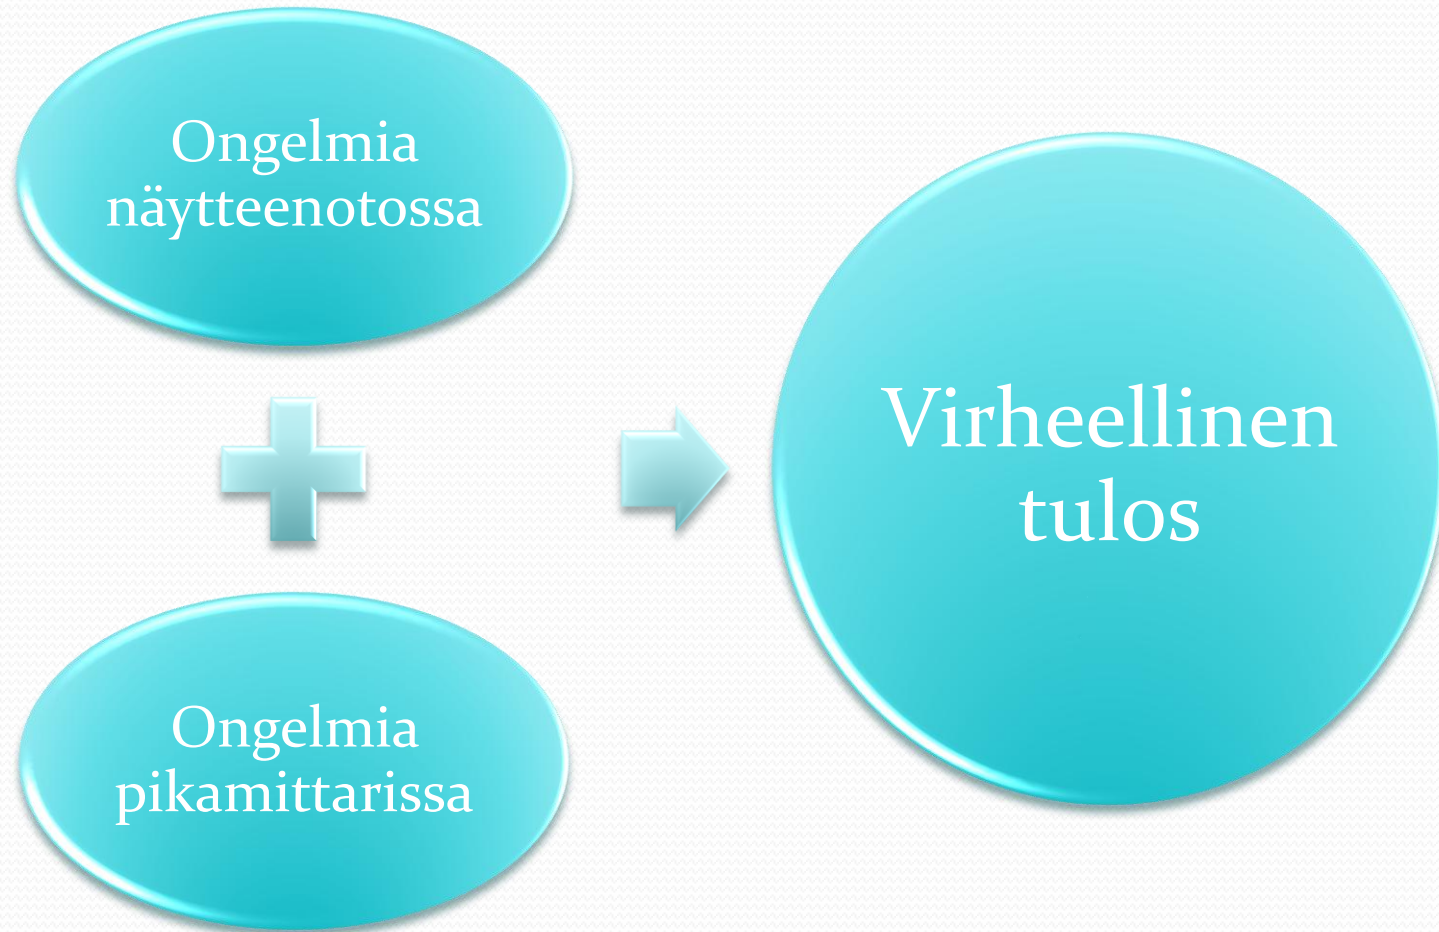 Ongelmia
näytteenotossa
Ongelmia
pikamittarissa
Virheellinen
tulos